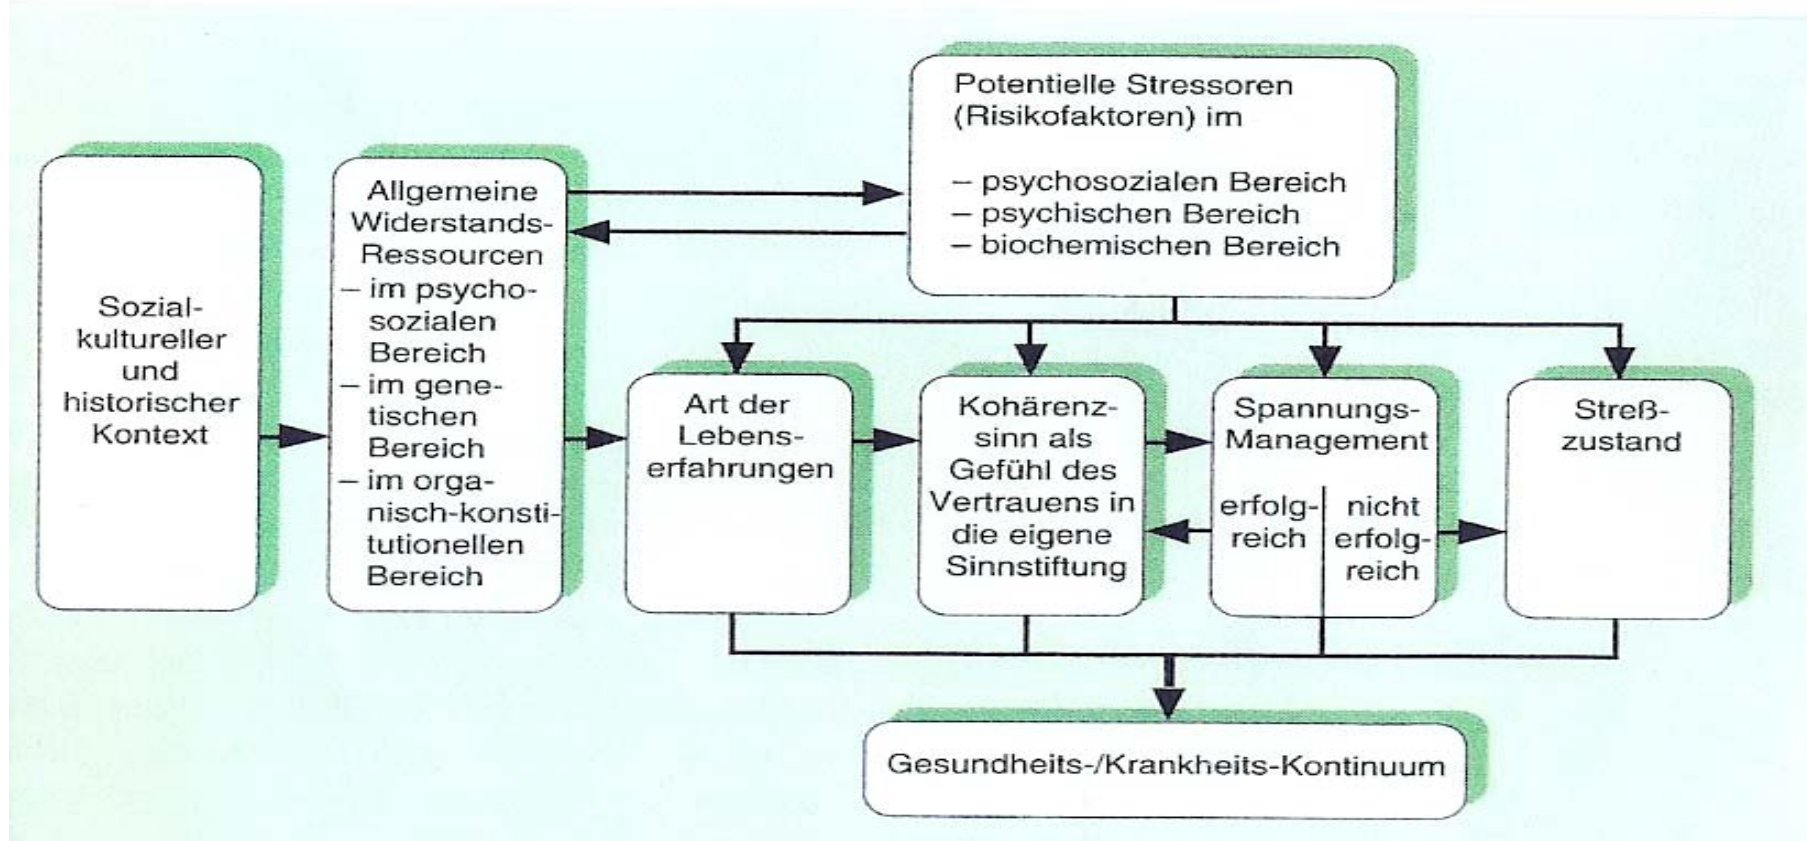 Potentielle Stressoren
(Risikofaktoren) im
– psychosozialen Bereich
– psychischen Bereich
– biochemischen Bereich
Sozial-
kultureller
und
historischer
Kontext
Allgemeine
Widerstands-
Ressourcen
– im psycho-
sozialen
Bereich
– im gene-
tischen
Bereich
– im orga-
nisch-konsti-
tutionellen
Bereich
Art der
Lebens-
erfahrungen
Kohärenz-
sinn als
Gefühl des
Vertrauens in
die eigene
Sinnstiftung
Spannungs-
Management
erfolg-
reich
nicht
erfolg-
reich
Streß-
zustand
Gesundheits-/Krankheits-Kontinuum